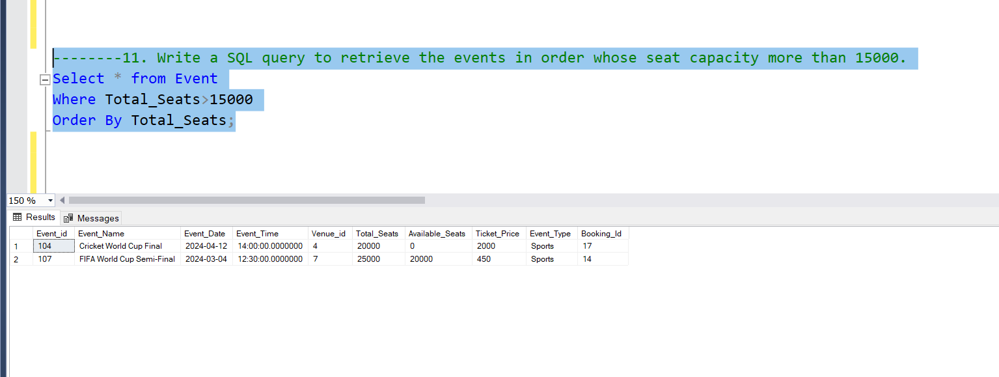 --------11. Write a SQL query to retrieve the events in order whose seat capacity more than 15000.
Select * from Event
Where Total_Seats>15000
Order By Total_Seats;
150 %
Results Messages
Event_id Event_Name Event_Date Event_Time Venue_id Total_Seats Available_Seats Ticket_Price Event_Type Booking_Id
1 104 Cricket World Cup Final 2024-04-12 14:00:00.0000000 4 20000 0 2000 Sports 17
2 107 FIFA World Cup Semi-Final 2024-03-04 12:30:00.0000000 7 25000 20000 450 Sports 14